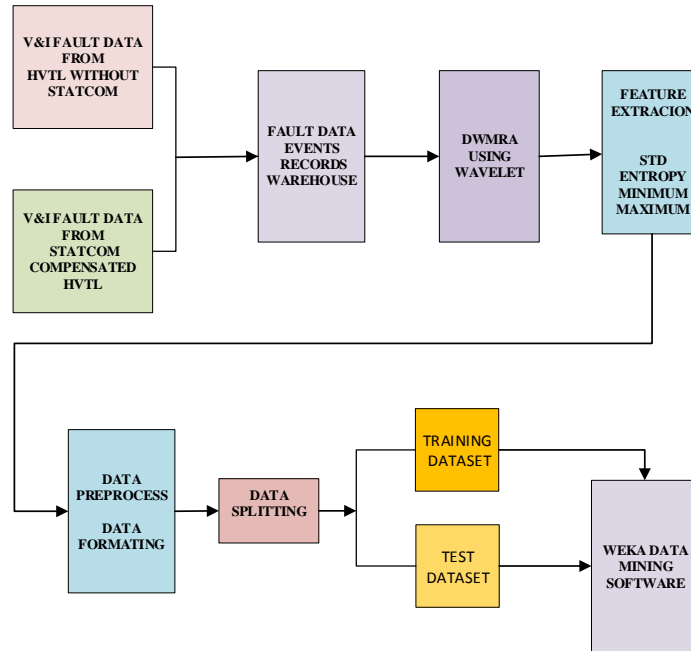 V&I FAULT DATA
FROM
HVTL WITHOUT
STATCOM
V&I FAULT DATA
FROM
STATCOM
COMPENSATED
HVTL
FAULT DATA
EVENTS
RECORDS
WAREHOUSE
DWMRA
USING
WAVELET
FEATURE
EXTRACION
STD
ENTROPY
MINIMUM
MAXIMUM
DATA
PREPROCESS
DATA
FORMATING
DATA
SPLITTING
TRAINING
DATASET
TEST
DATASET
WEKA DATA
MINING
SOFTWARE